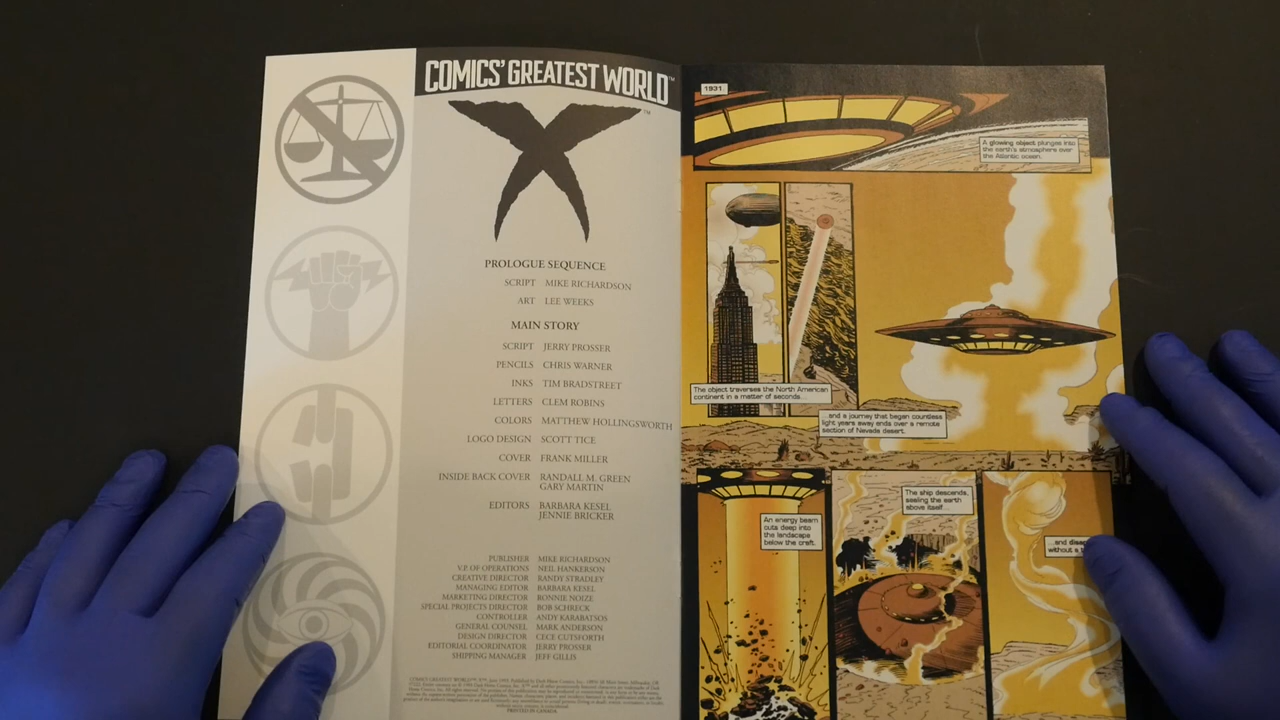 COMICS' GREATEST WORLD™
X™
PROLOGUE SEQUENCE
SCRIPT MIKE RICHARDSON
ART LEE WEEKS
MAIN STORY
SCRIPT JERRY PROSSER
PENCILS CHRIS WARNER
INKS TIM BRADSTREET
LETTERS CLEM ROBINS
COLORS MATTHEW HOLLINGSWORTH
LOGO DESIGN SCOTT TICE
COVER FRANK MILLER
INSIDE BACK COVER RANDALL M. GREEN
GARY MARTIN
EDITORS BARBARA KESEL
JENNIE BRICKER
PUBLISHER MIKE RICHARDSON
V.P. OF OPERATIONS NEIL HANKERSON
CREATIVE DIRECTOR RANDY STRADLEY
MANAGING EDITOR BARBARA KESEL
MARKETING DIRECTOR BONNIE NOIZE
SPECIAL PROJECTS DIRECTOR BOB SCHRECK
CONTROLLER ANDY KARABATSOS
GENERAL COUNSEL MARK ANDERSON
DESIGN DIRECTOR CECE CUTSFORTH
EDITORIAL COORDINATOR JERRY PROSSER
SHIPPING MANAGER JEFF GILLIS
PRINTED IN CANADA
1931.
A glowing object plunges into
the earth's atmosphere over
the Atlantic ocean.
The object traverses the North American
continent in a matter of seconds...
...and a journey that began countless
light years away ends over a remote
section of Nevada desert.
An energy beam
cuts deep into
the landscape
below the craft.
The ship descends,
sealing the earth
above itself...
...and
without a